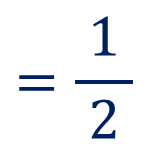 = 1/2